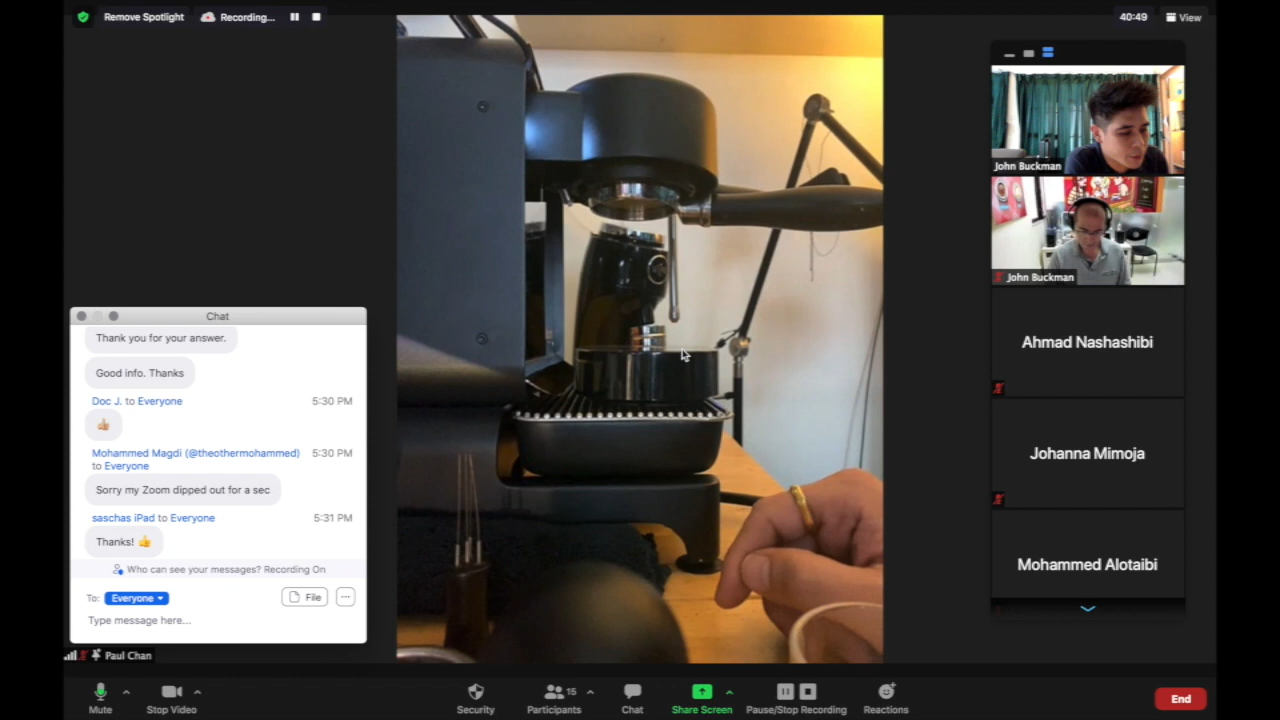 Remove Spotlight
Recording...
40:49
View
John Buckman
John Buckman
Ahmad Nashashibi
Johanna Mimoja
Mohammed Alotaibi
Chat
Thank you for your answer.
Good info. Thanks
Doc J. to Everyone 5:30 PM
Mohammed Magdi (@theothermohammed) 5:30 PM
to Everyone
Sorry my Zoom dipped out for a sec
saschas iPad to Everyone 5:31 PM
Thanks! 👍
Who can see your messages? Recording On
To: Everyone
File
Type message here...
Paul Chan
Mute
Stop Video
Security
15
Participants
Chat
Share Screen
Pause/Stop Recording
Reactions
End